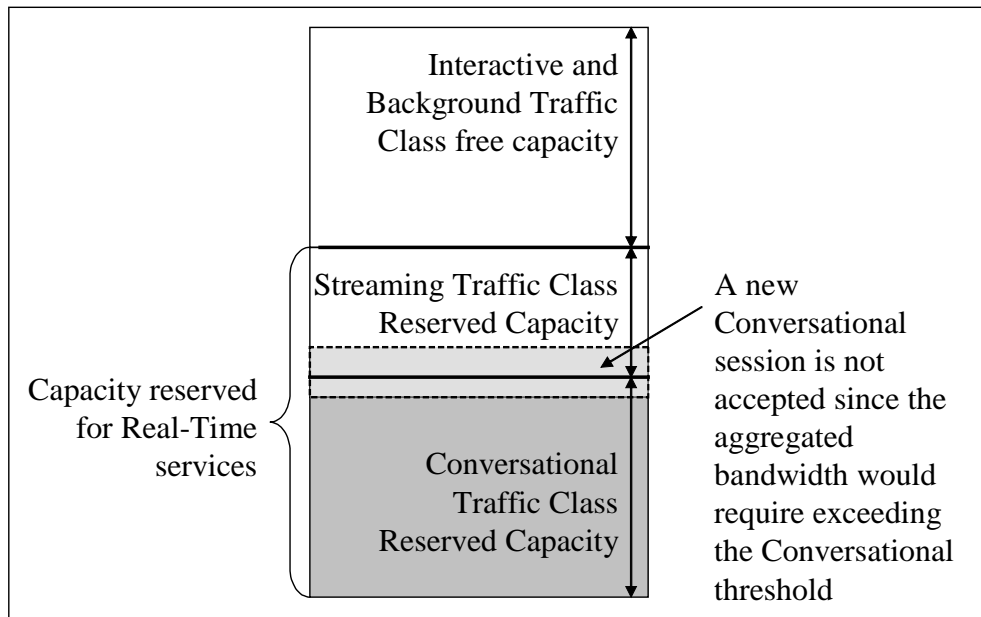 Interactive and
Background Traffic
Class free capacity
Streaming Traffic Class
Reserved Capacity
A new
Conversational
session is not
accepted since the
aggregated
bandwidth would
require exceeding
the Conversational
threshold
Capacity reserved
for Real-Time
services
Conversational
Traffic Class
Reserved Capacity